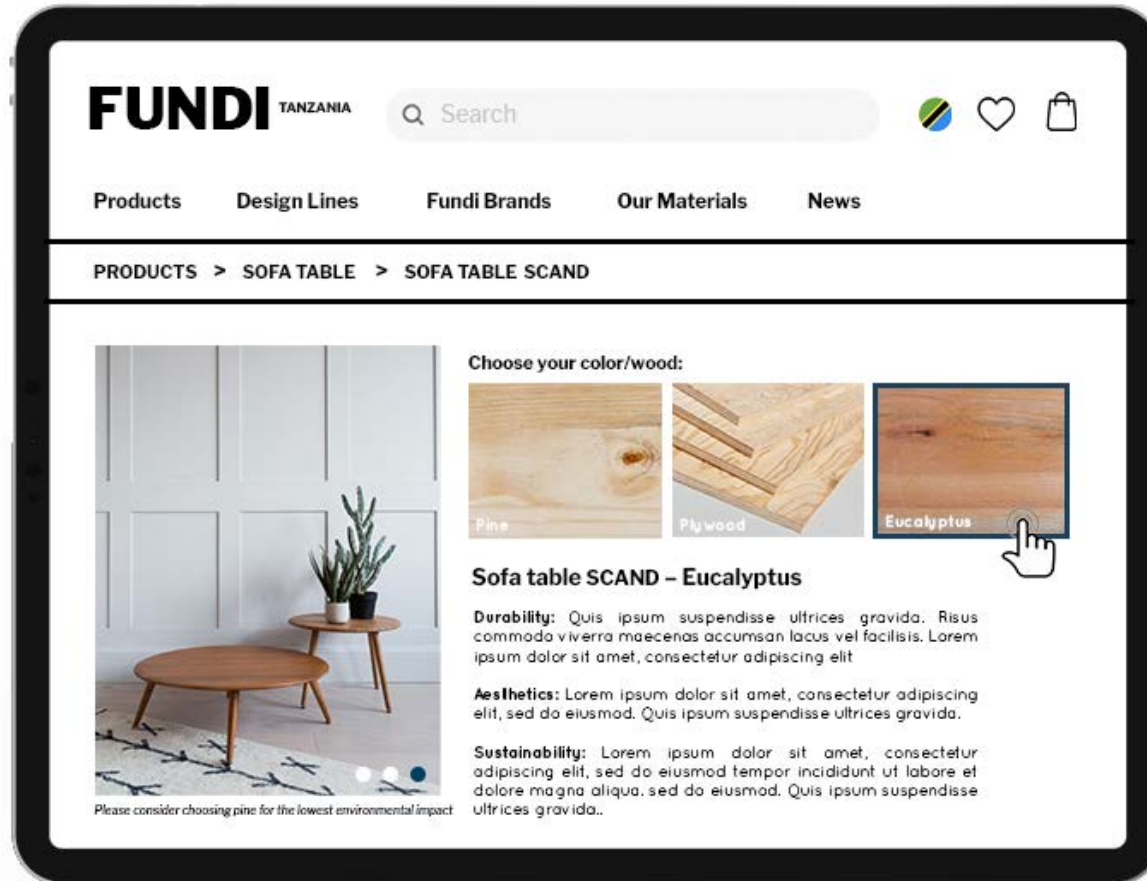 FUNDI TANZANIA
Search
Products Design Lines Fundi Brands Our Materials News
PRODUCTS > SOFA TABLE > SOFA TABLE SCAND
Choose your color/wood:
Pine Plywood Eucalyptus
Sofa table SCAND – Eucalyptus
Durability: Quis ipsum suspendisse ultrices gravida. Risus
commodo viverra maecenas accumsan lacus vel facilisis. Lorem
ipsum dolor sit amet, consectetur adipiscing elit
Aesthetics: Lorem ipsum dolor sit amet, consectetur adipiscing
elit, sed do eiusmod. Quis ipsum suspendisse ultrices gravida.
Sustainability: Lorem ipsum dolor sit amet, consectetur
adipiscing elit, sed do eiusmod tempor incididunt ut labore et
dolore magna aliqua. sed do eiusmod. Quis ipsum suspendisse
ultrices gravida..
Please consider choosing pine for the lowest environmental impact